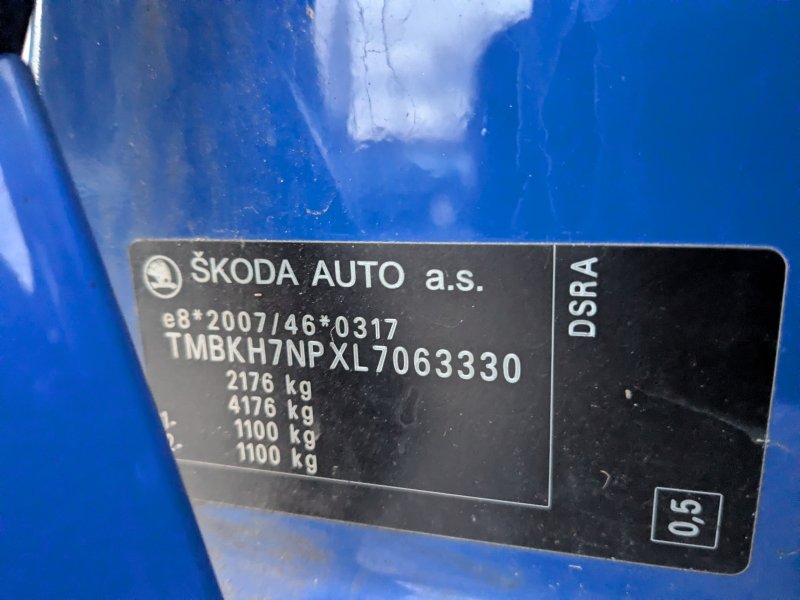 ŠKODA AUTO a.s.
e8*2007/46*0317
TMBKH7NPXL7063330
2176 kg
4176 kg
1- 1100 kg
2- 1100 kg
DSRA
0,5